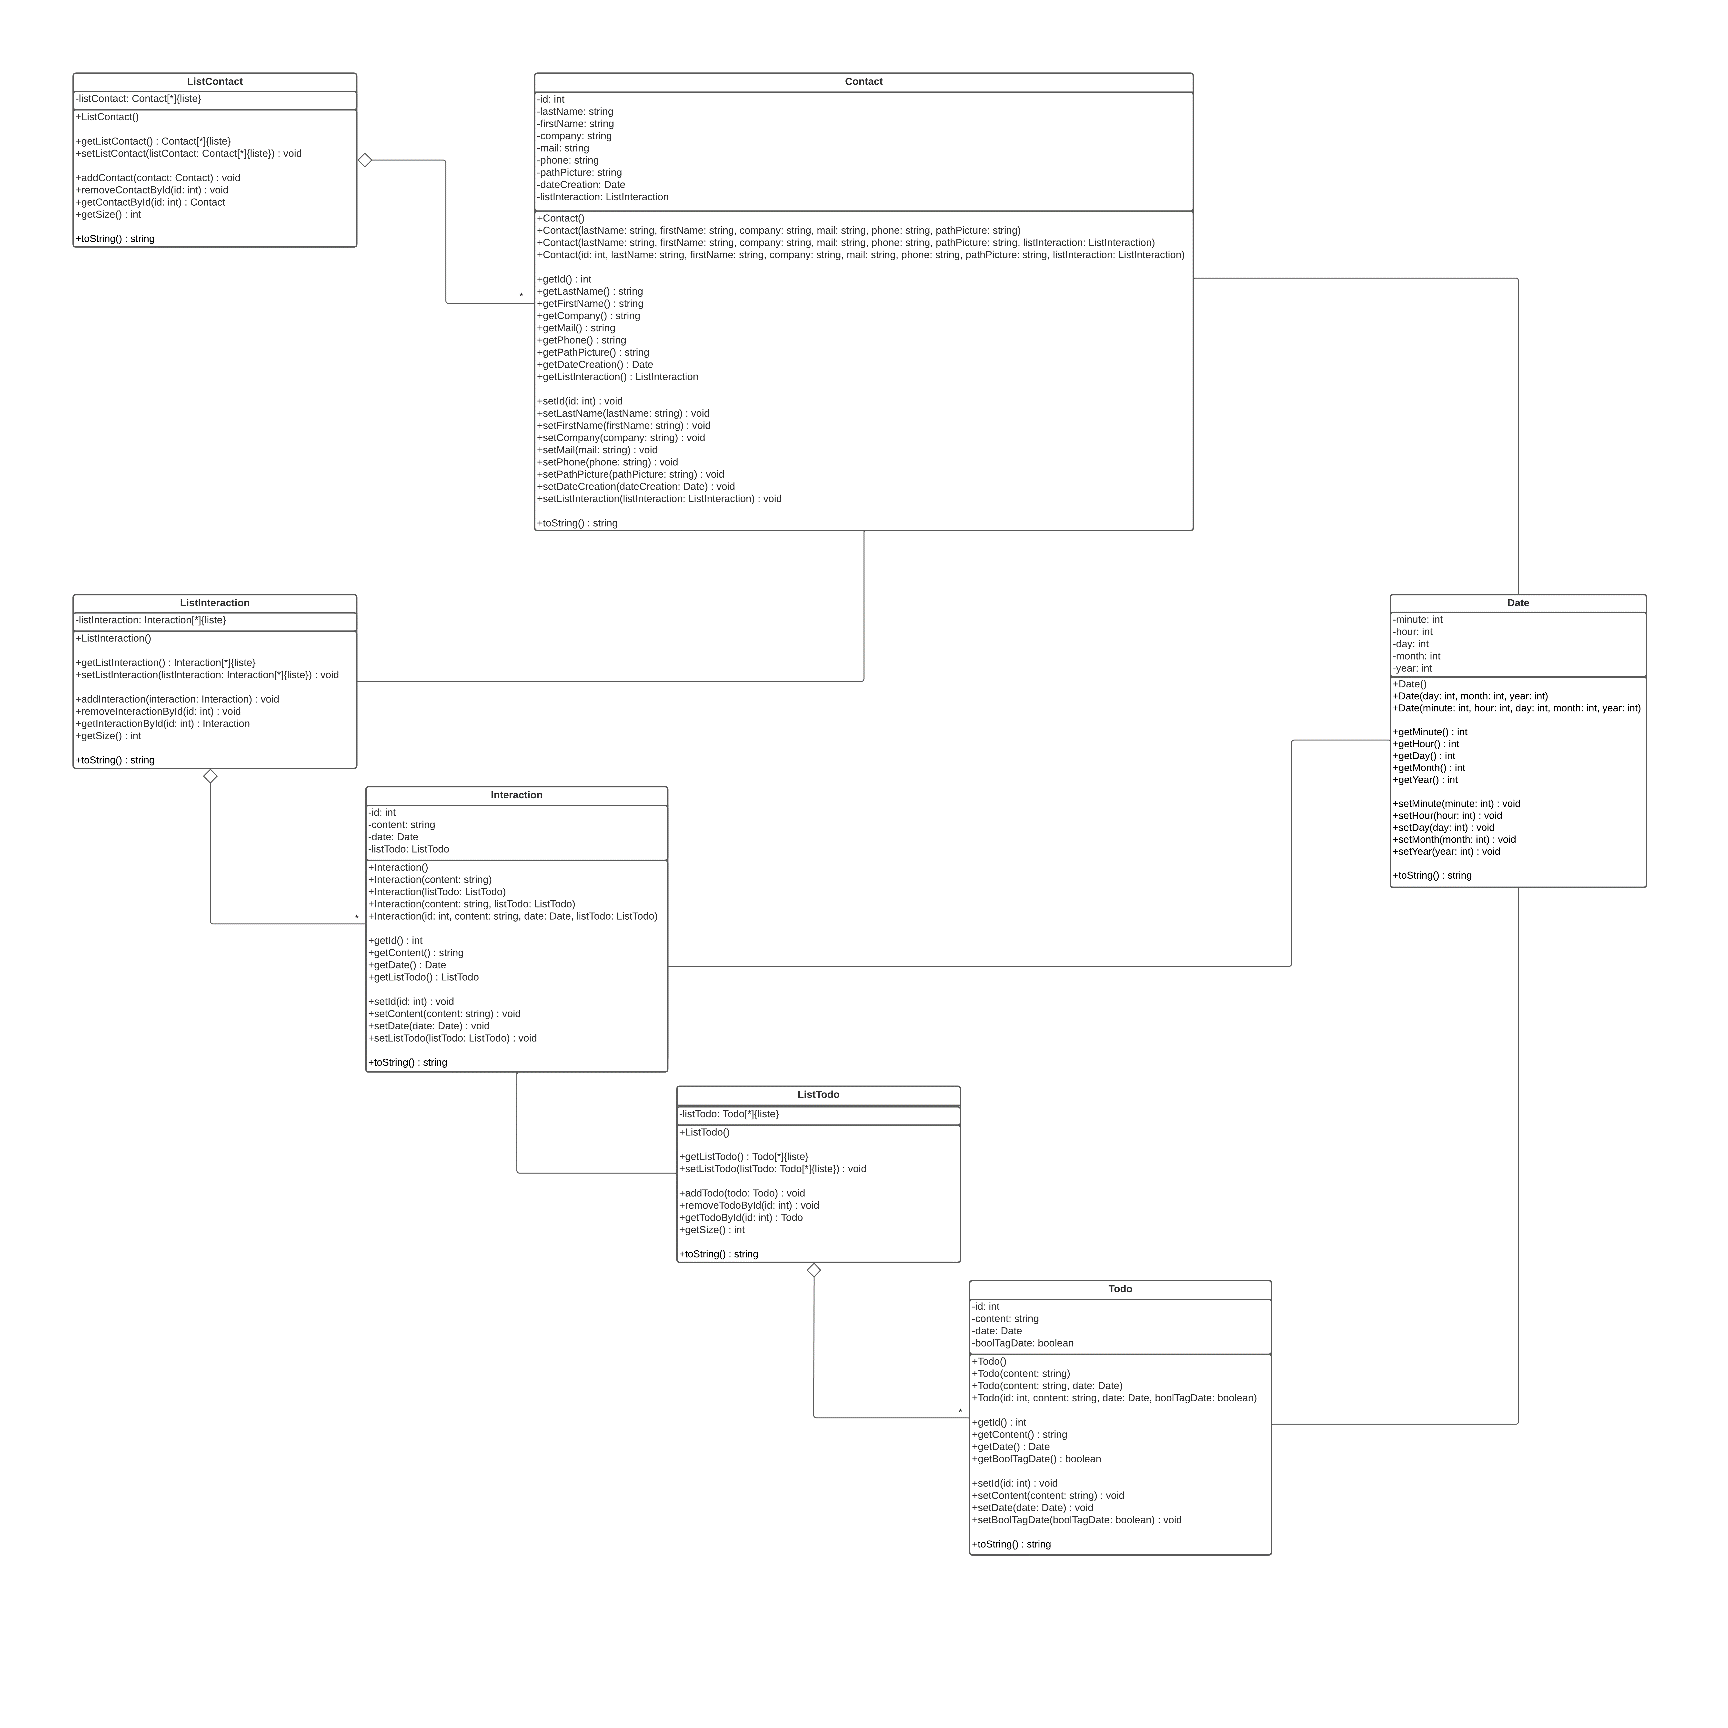 ListContact
-listContact: Contact[*]{liste}
+ListContact()
+getListContact() : Contact[*]{liste}
+setListContact(listContact: Contact[*]{liste}) : void
+addContact(contact: Contact) : void
+removeContactById(id: int) : void
+getContactById(id: int) : Contact
+getSize() : int
+toString() : string
*
Contact
-id: int
-lastName: string
-firstName: string
-company: string
-mail: string
-phone: string
-pathPicture: string
-dateCreation: Date
-listInteraction: ListInteraction
+Contact()
+Contact(lastName: string, firstName: string, company: string, mail: string, phone: string, pathPicture: string)
+Contact(lastName: string, firstName: string, company: string, mail: string, phone: string, pathPicture: string, listInteraction: ListInteraction)
+Contact(id: int, lastName: string, firstName: string, company: string, mail: string, phone: string, pathPicture: string, listInteraction: ListInteraction)
+getId() : int
+getLastName() : string
+getFirstName() : string
+getCompany() : string
+getMail() : string
+getPhone() : string
+getPathPicture() : string
+getDateCreation() : Date
+getListInteraction() : ListInteraction
+setId(id: int) : void
+setLastName(lastName: string) : void
+setFirstName(firstName: string) : void
+setCompany(company: string) : void
+setMail(mail: string) : void
+setPhone(phone: string) : void
+setPathPicture(pathPicture: string) : void
+setDateCreation(dateCreation: Date) : void
+setListInteraction(listInteraction: ListInteraction) : void
+toString() : string
ListInteraction
-listInteraction: Interaction[*]{liste}
+ListInteraction()
+getListInteraction() : Interaction[*]{liste}
+setListInteraction(listInteraction: Interaction[*]{liste}) : void
+addInteraction(interaction: Interaction) : void
+removeInteractionById(id: int) : void
+getInteractionById(id: int) : Interaction
+getSize() : int
+toString() : string
*
Date
-minute: int
-hour: int
-day: int
-month: int
-year: int
+Date()
+Date(day: int, month: int, year: int)
+Date(minute: int, hour: int, day: int, month: int, year: int)
+getMinute() : int
+getHour() : int
+getDay() : int
+getMonth() : int
+getYear() : int
+setMinute(minute: int) : void
+setHour(hour: int) : void
+setDay(day: int) : void
+setMonth(month: int) : void
+setYear(year: int) : void
+toString() : string
Interaction
-id: int
-content: string
-date: Date
-listTodo: ListTodo
+Interaction()
+Interaction(content: string)
+Interaction(listTodo: ListTodo)
+Interaction(content: string, listTodo: ListTodo)
+Interaction(id: int, content: string, date: Date, listTodo: ListTodo)
+getId() : int
+getContent() : string
+getDate() : Date
+getListTodo() : ListTodo
+setId(id: int) : void
+setContent(content: string) : void
+setDate(date: Date) : void
+setListTodo(listTodo: ListTodo) : void
+toString() : string
ListTodo
-listTodo: Todo[*]{liste}
+ListTodo()
+getListTodo() : Todo[*]{liste}
+setListTodo(listTodo: Todo[*]{liste}) : void
+addTodo(todo: Todo) : void
+removeTodoById(id: int) : void
+getTodoById(id: int) : Todo
+getSize() : int
+toString() : string
*
Todo
-id: int
-content: string
-date: Date
-boolTagDate: boolean
+Todo()
+Todo(content: string)
+Todo(content: string, date: Date)
+Todo(id: int, content: string, date: Date, boolTagDate: boolean)
+getId() : int
+getContent() : string
+getDate() : Date
+getBoolTagDate() : boolean
+setId(id: int) : void
+setContent(content: string) : void
+setDate(date: Date) : void
+setBoolTagDate(boolTagDate: boolean) : void
+toString() : string